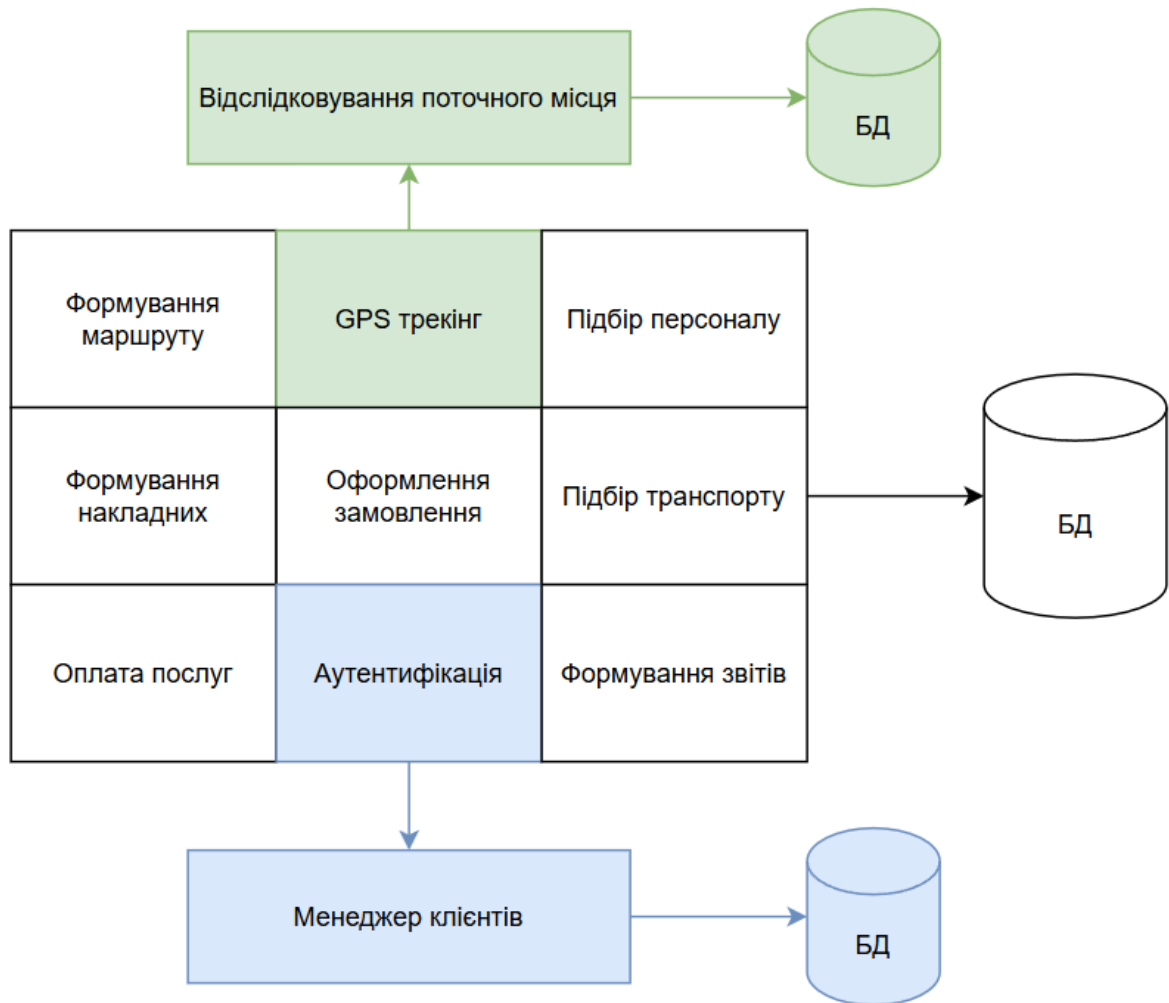 Відслідковування поточного місця
БД
Формування
маршруту
GPS трекінг
Підбір персоналу
Формування
накладних
Оформлення
замовлення
Підбір транспорту
БД
Оплата послуг
Аутентифікація
Формування звітів
Менеджер клієнтів
БД